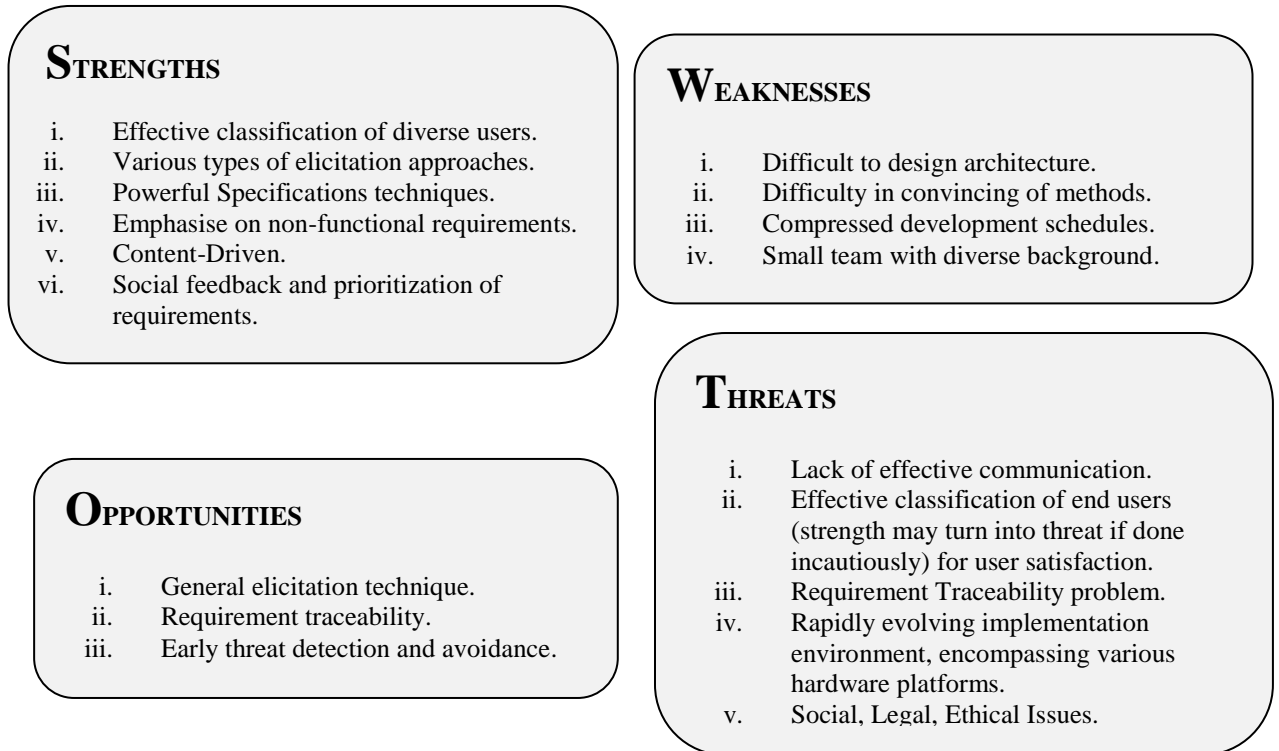 STRENGTHS
i. Effective classification of diverse users.
ii. Various types of elicitation approaches.
iii. Powerful Specifications techniques.
iv. Emphasise on non-functional requirements.
v. Content-Driven.
vi. Social feedback and prioritization of
requirements.
WEAKNESSES
i. Difficult to design architecture.
ii. Difficulty in convincing of methods.
iii. Compressed development schedules.
iv. Small team with diverse background.
OPPORTUNITIES
i. General elicitation technique.
ii. Requirement traceability.
iii. Early threat detection and avoidance.
THREATS
i. Lack of effective communication.
ii. Effective classification of end users
(strength may turn into threat if done
incautiously) for user satisfaction.
iii. Requirement Traceability problem.
iv. Rapidly evolving implementation
environment, encompassing various
hardware platforms.
v. Social, Legal, Ethical Issues.